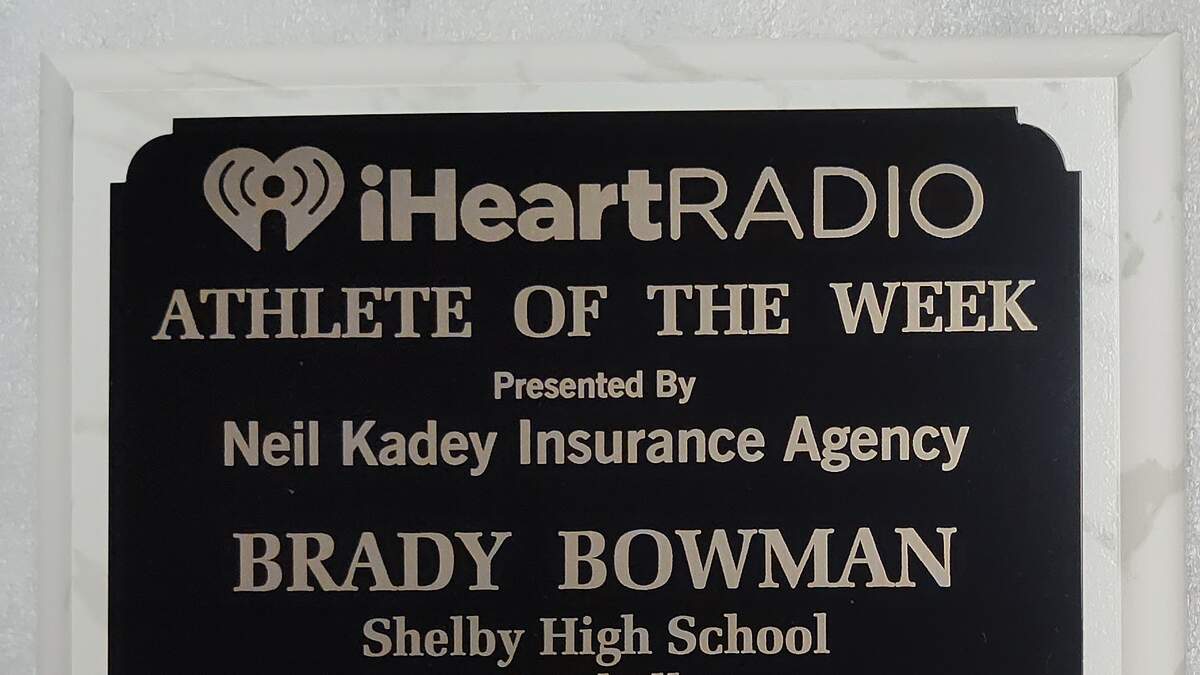 iHeartRADIO
ATHLETE OF THE WEEK
Presented By
Neil Kadey Insurance Agency
BRADY BOWMAN
Shelby High School